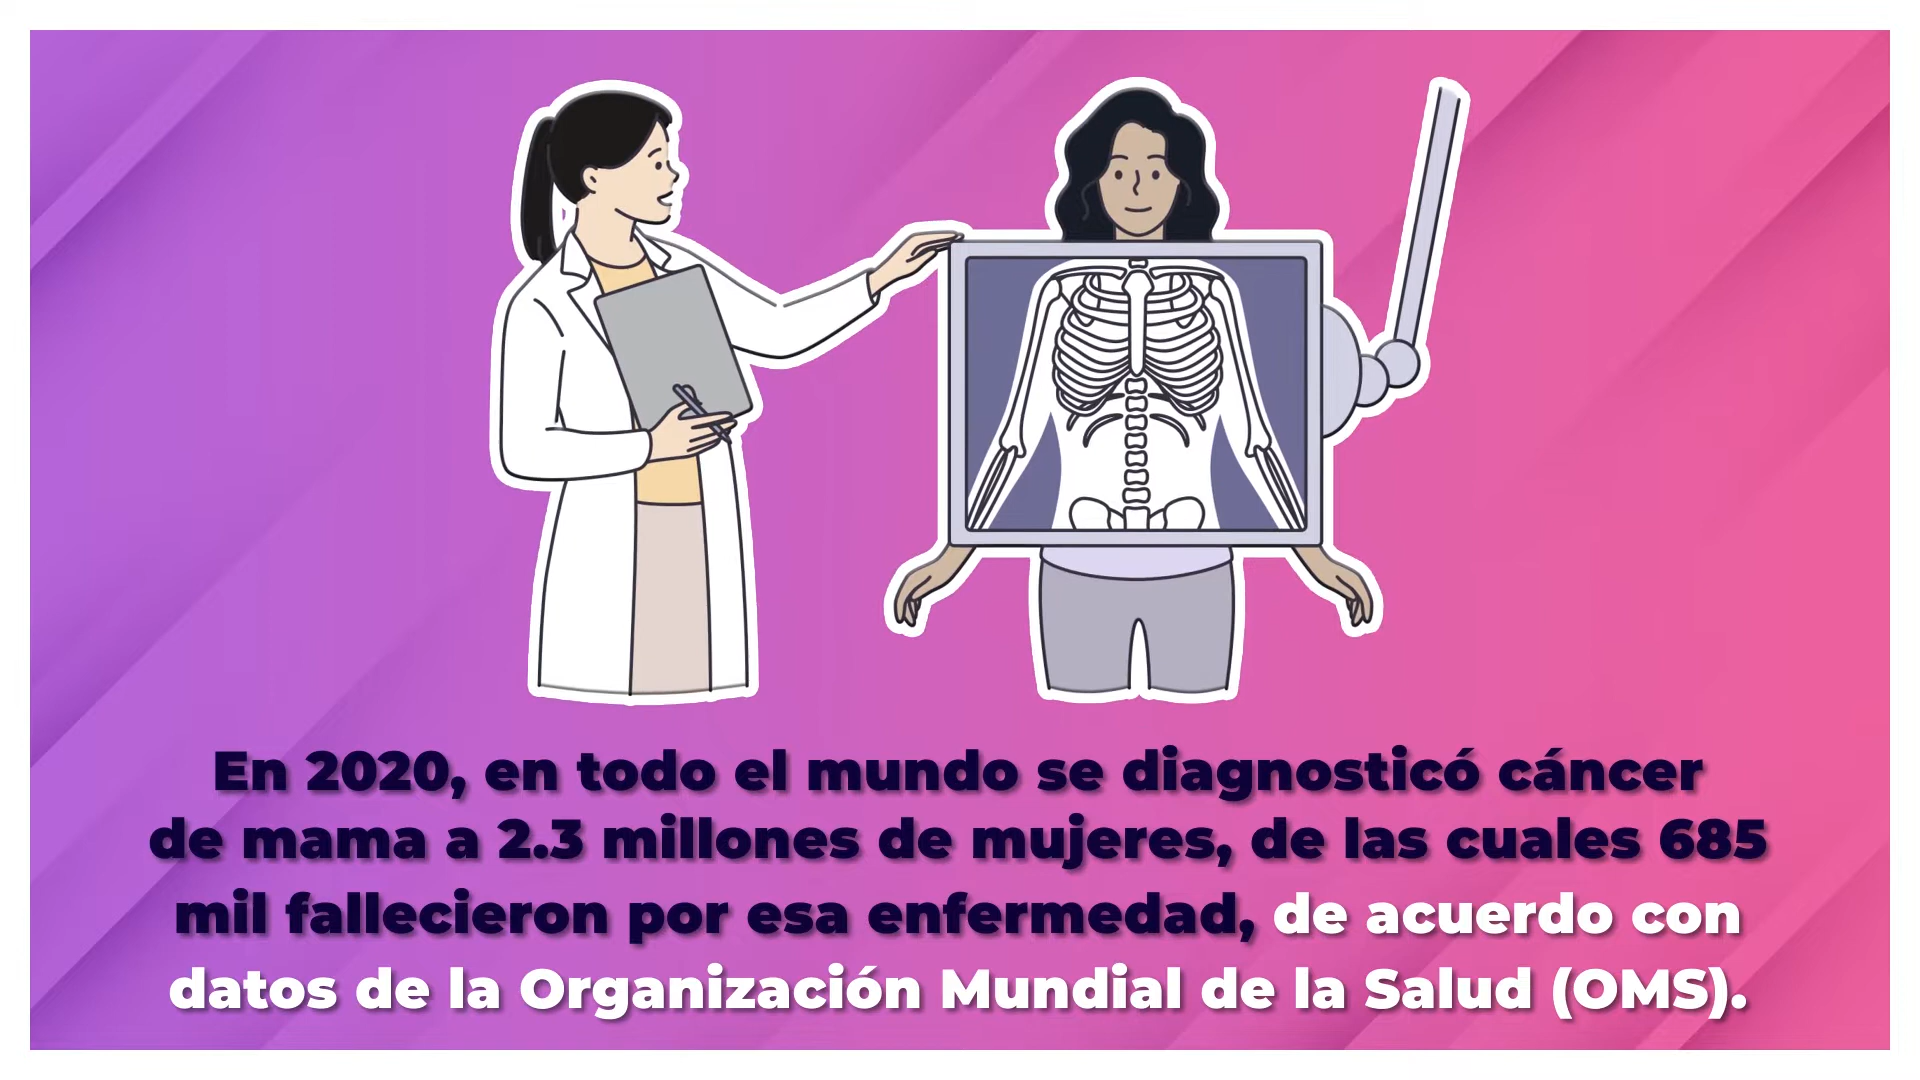 En 2020, en todo el mundo se diagnosticó cáncer
de mama a 2.3 millones de mujeres, de las cuales 685
mil fallecieron por esa enfermedad, de acuerdo con
datos de la Organización Mundial de la Salud (OMS).